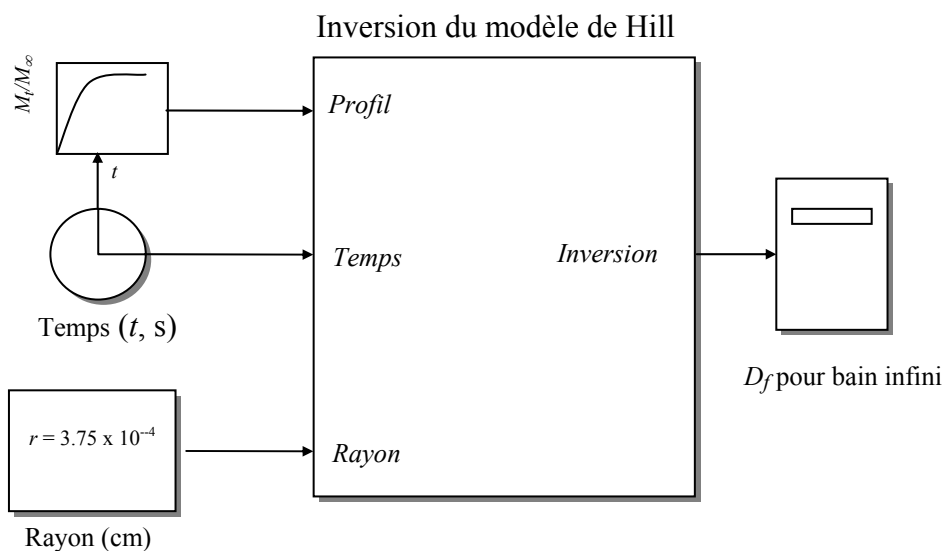 Inversion du modèle de Hill
Mt/M∞
Profil
t
Temps
Inversion
Temps (t, s)
Df pour bain infini
r = 3.75 x 10–4
Rayon
Rayon (cm)